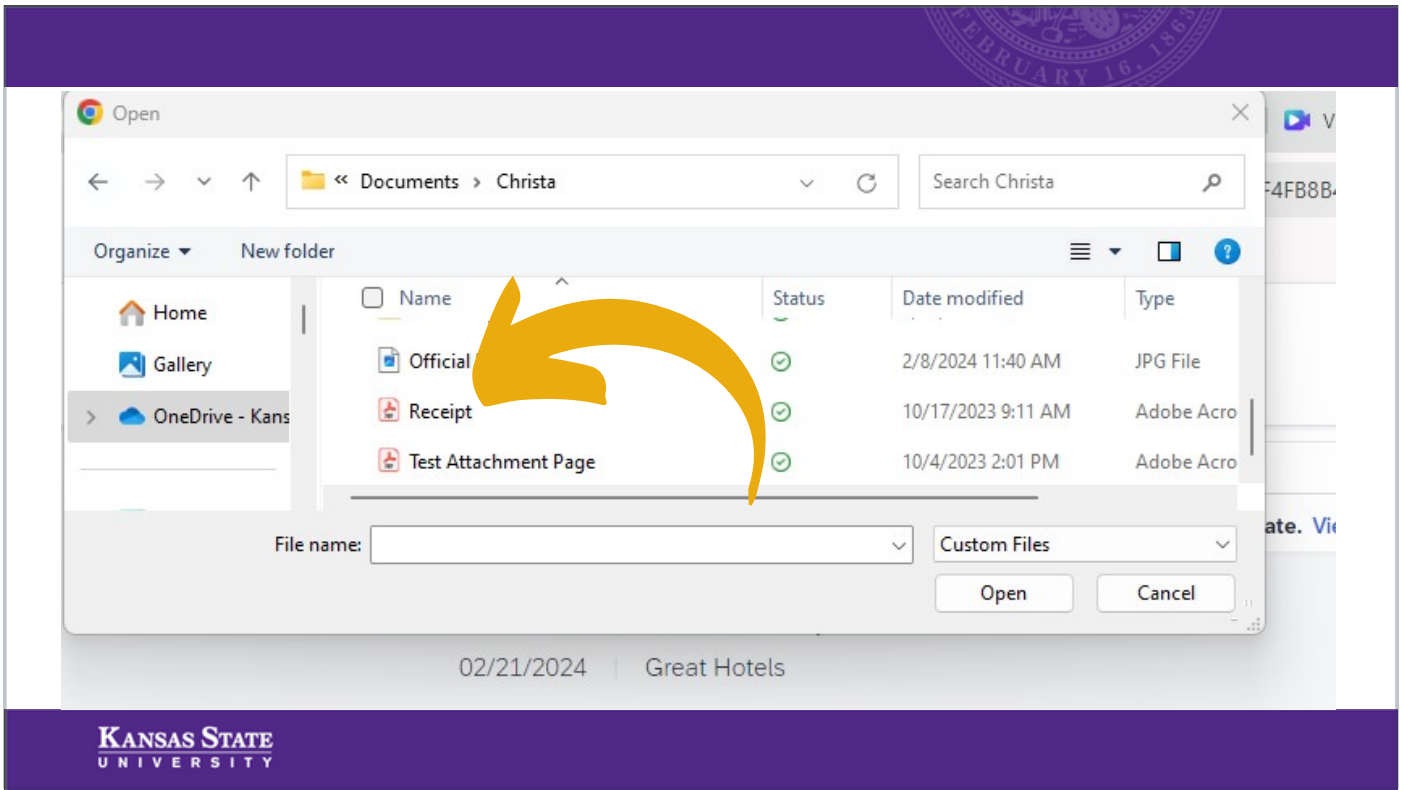 FEBRUARY 16, 1863
Open
V
« Documents > Christa
Search Christa
F4FB8B4
Organize
New folder
?
Name
Status
Date modified
Type
Home
Official
2/8/2024 11:40 AM
JPG File
Gallery
Receipt
10/17/2023 9:11 AM
Adobe Acro
OneDrive - Kans
Test Attachment Page
10/4/2023 2:01 PM
Adobe Acro
File name:
Custom Files
ate. Vie
Open
Cancel
02/21/2024 | Great Hotels
KANSAS STATE
UNIVERSITY